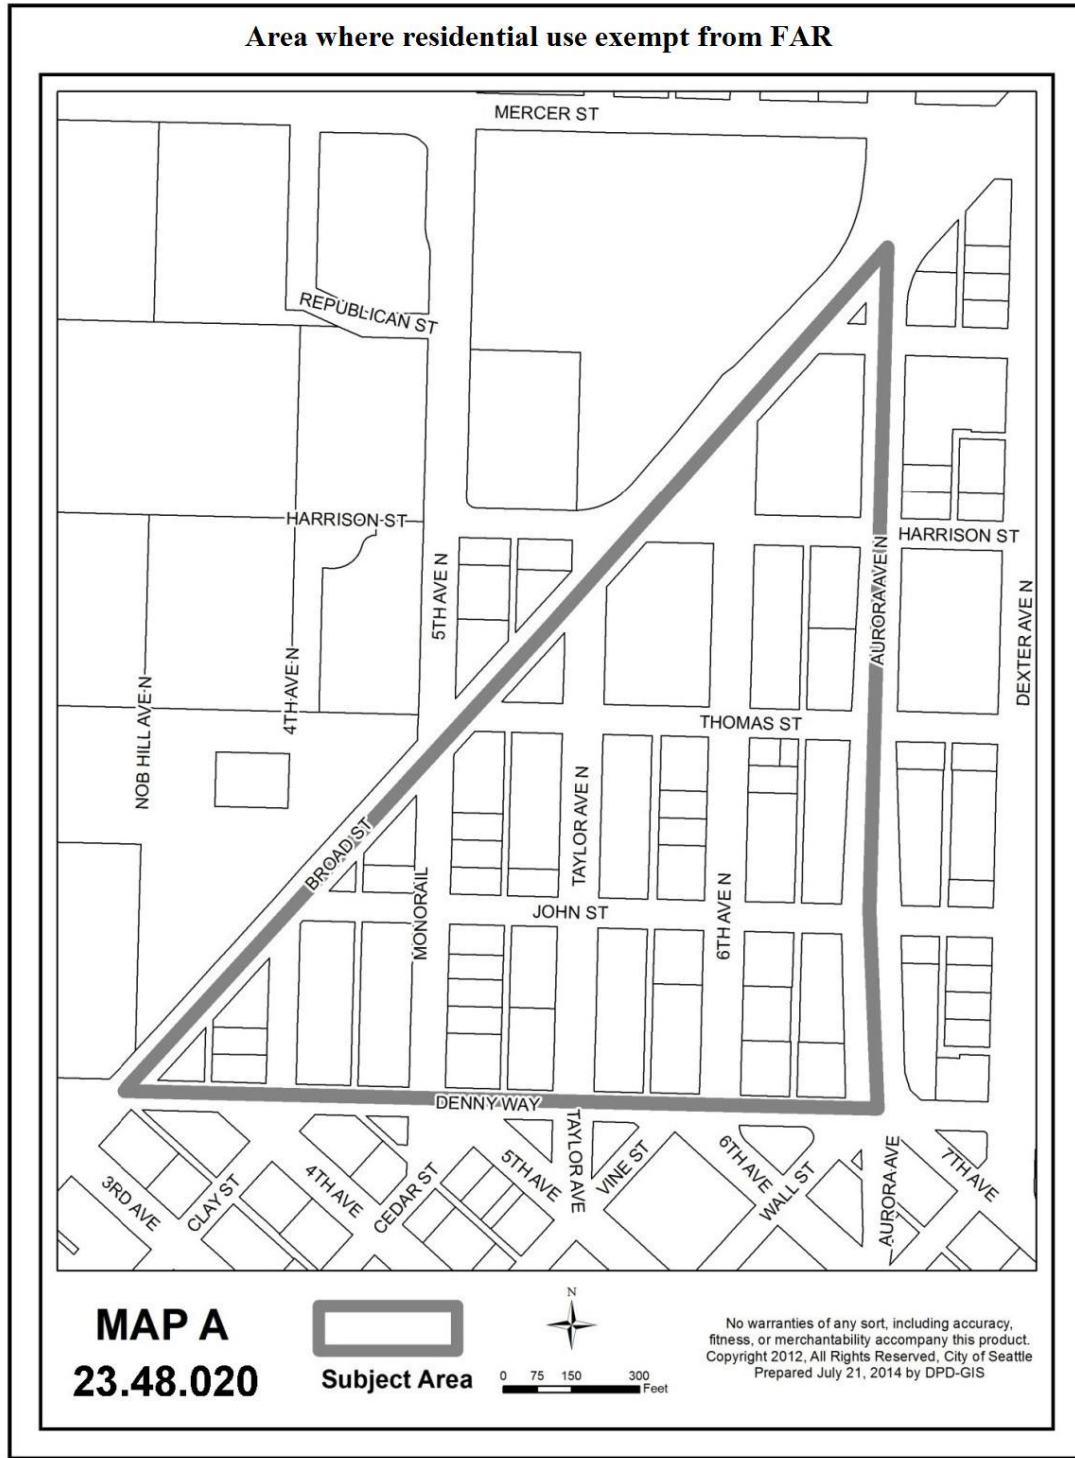 Area where residential use exempt from FAR
MERCER ST
REPUBLICAN ST
HARRISON ST
HARRISON ST
5TH AVE N
AURORA AVE N
DEXTER AVE N
NOB HILL AVE N
4TH AVE N
THOMAS ST
TAYLOR AVE N
BROAD ST
MONORAIL
6TH AVE N
JOHN ST
DENNY WAY
3RD AVE
CLAY ST
4TH AVE
CEDAR ST
5TH AVE
TAYLOR AVE
VINE ST
6TH AVE
WALL ST
AURORA AVE
7TH AVE
MAP A
23.48.020
Subject Area
N
0 75 150 300
Feet
No warranties of any sort, including accuracy,
fitness, or merchantability accompany this product.
Copyright 2012, All Rights Reserved, City of Seattle
Prepared July 21, 2014 by DPD-GIS